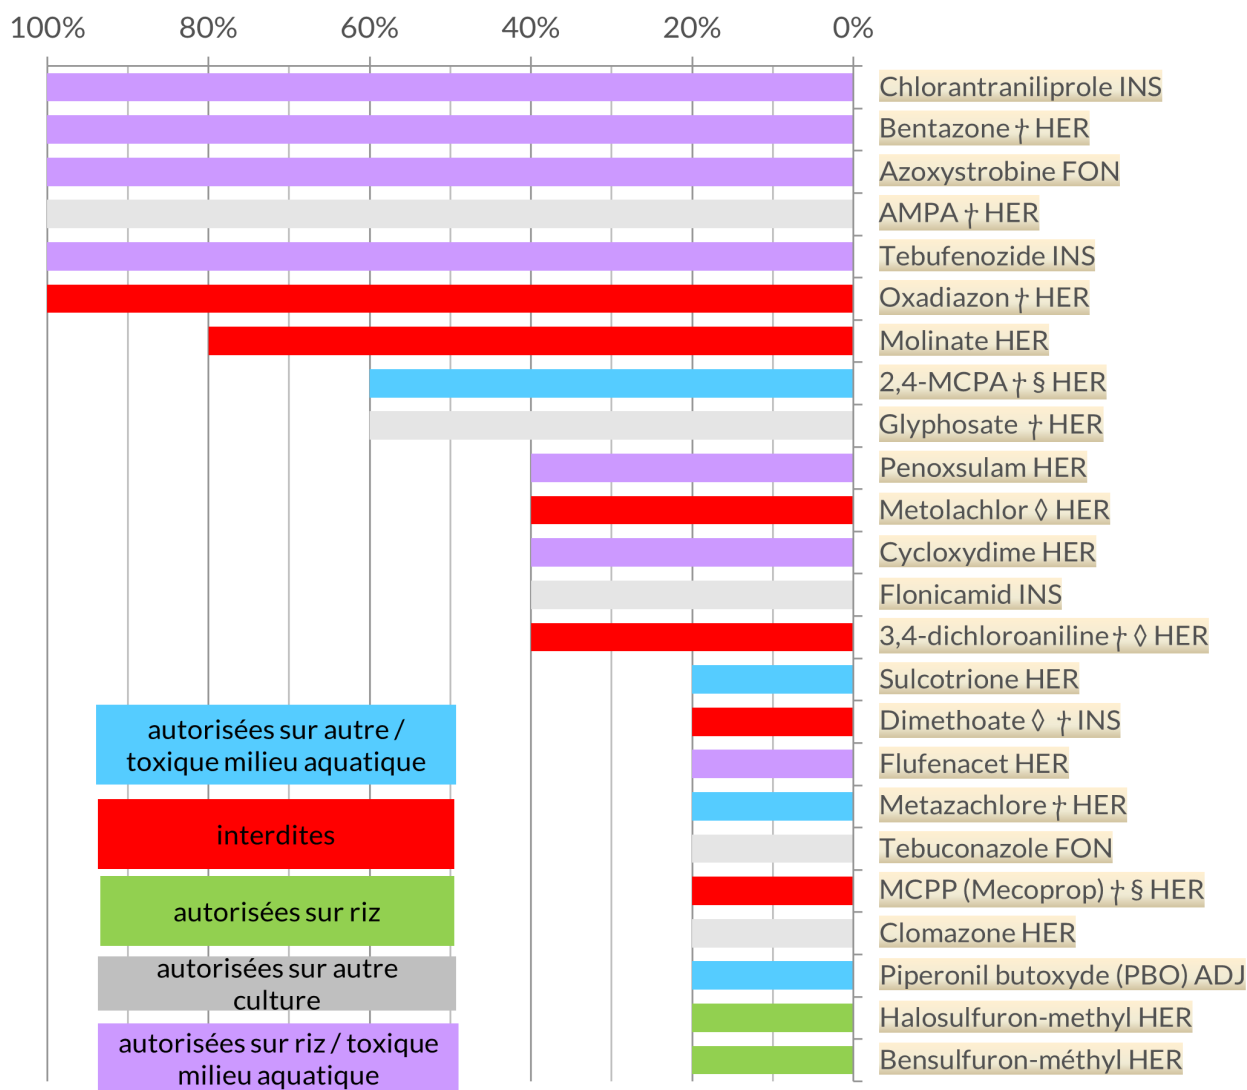 100% 80% 60% 40% 20% 0%
Chlorantraniliprole INS
Bentazone † HER
Azoxystrobine FON
AMPA † HER
Tebufenozide INS
Oxadiazon † HER
Molinate HER
2,4-MCPA † § HER
Glyphosate † HER
Penoxsulam HER
Metolachlor ◊ HER
Cycloxydime HER
Flonicamid INS
3,4-dichloroaniline † ◊ HER
Sulcotrione HER
Dimethoate ◊ † INS
Flufenacet HER
Metazachlore † HER
Tebuconazole FON
MCPP (Mecoprop) † § HER
Clomazone HER
Piperonil butoxyde (PBO) ADJ
Halosulfuron-methyl HER
Bensulfuron-méthyl HER
autorisées sur autre /
toxique milieu aquatique
interdites
autorisées sur riz
autorisées sur autre
culture
autorisées sur riz / toxique
milieu aquatique